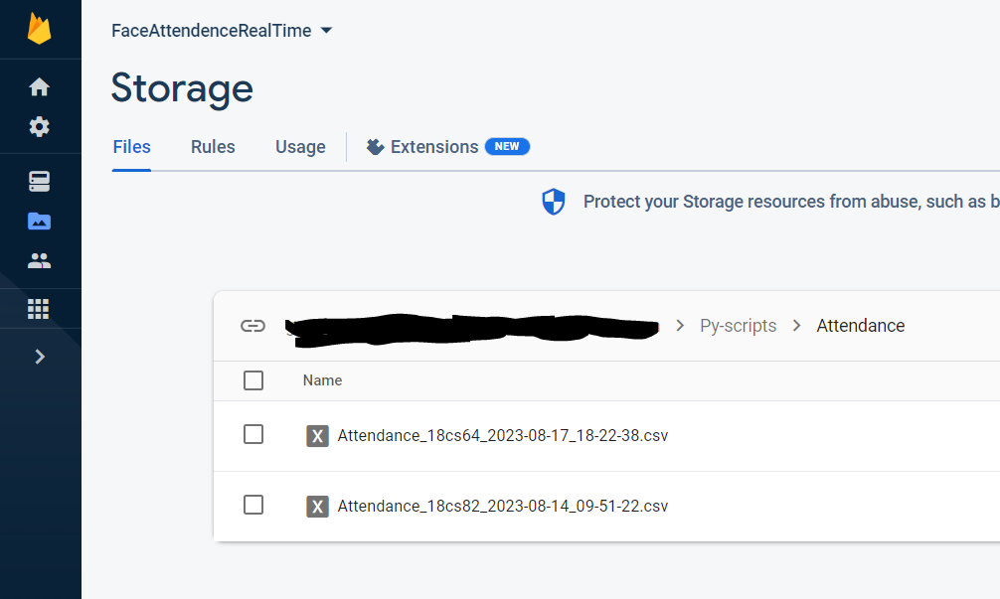 FaceAttendenceRealTime
Storage
Files Rules Usage Extensions NEW
Protect your Storage resources from abuse, such as b
Py-scripts > Attendance
Name
X Attendance_18cs64_2023-08-17_18-22-38.csv
X Attendance_18cs82_2023-08-14_09-51-22.csv